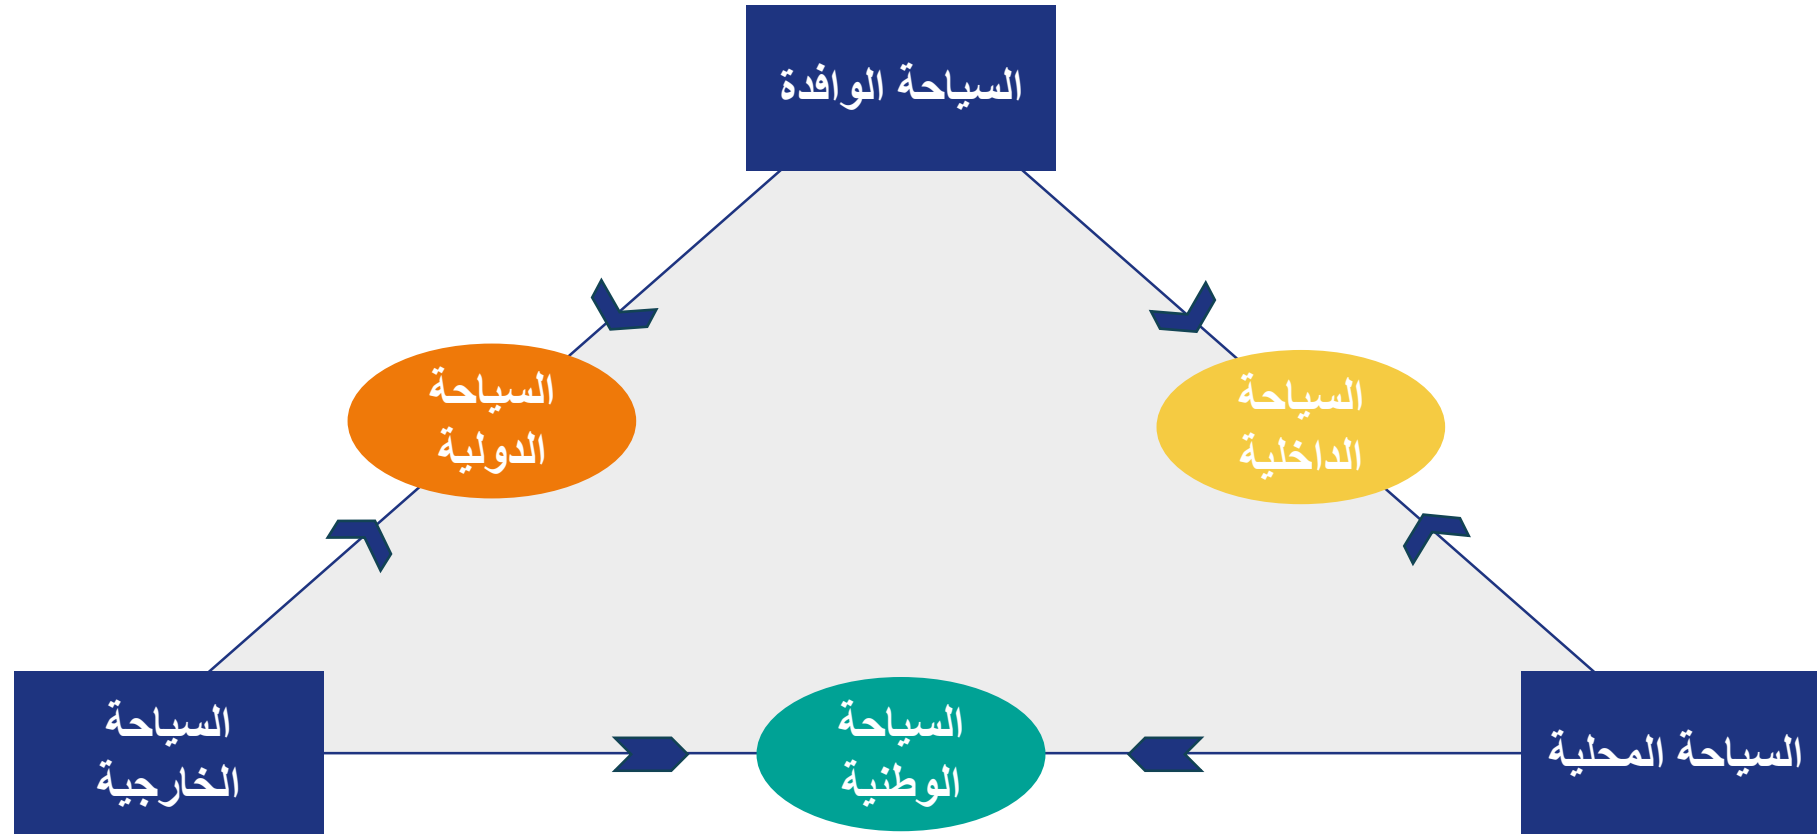 السياحة الوافدة
السياحة
الداخلية
السياحة
الدولية
السياحة المحلية
السياحة
الوطنية
السياحة
الخارجية